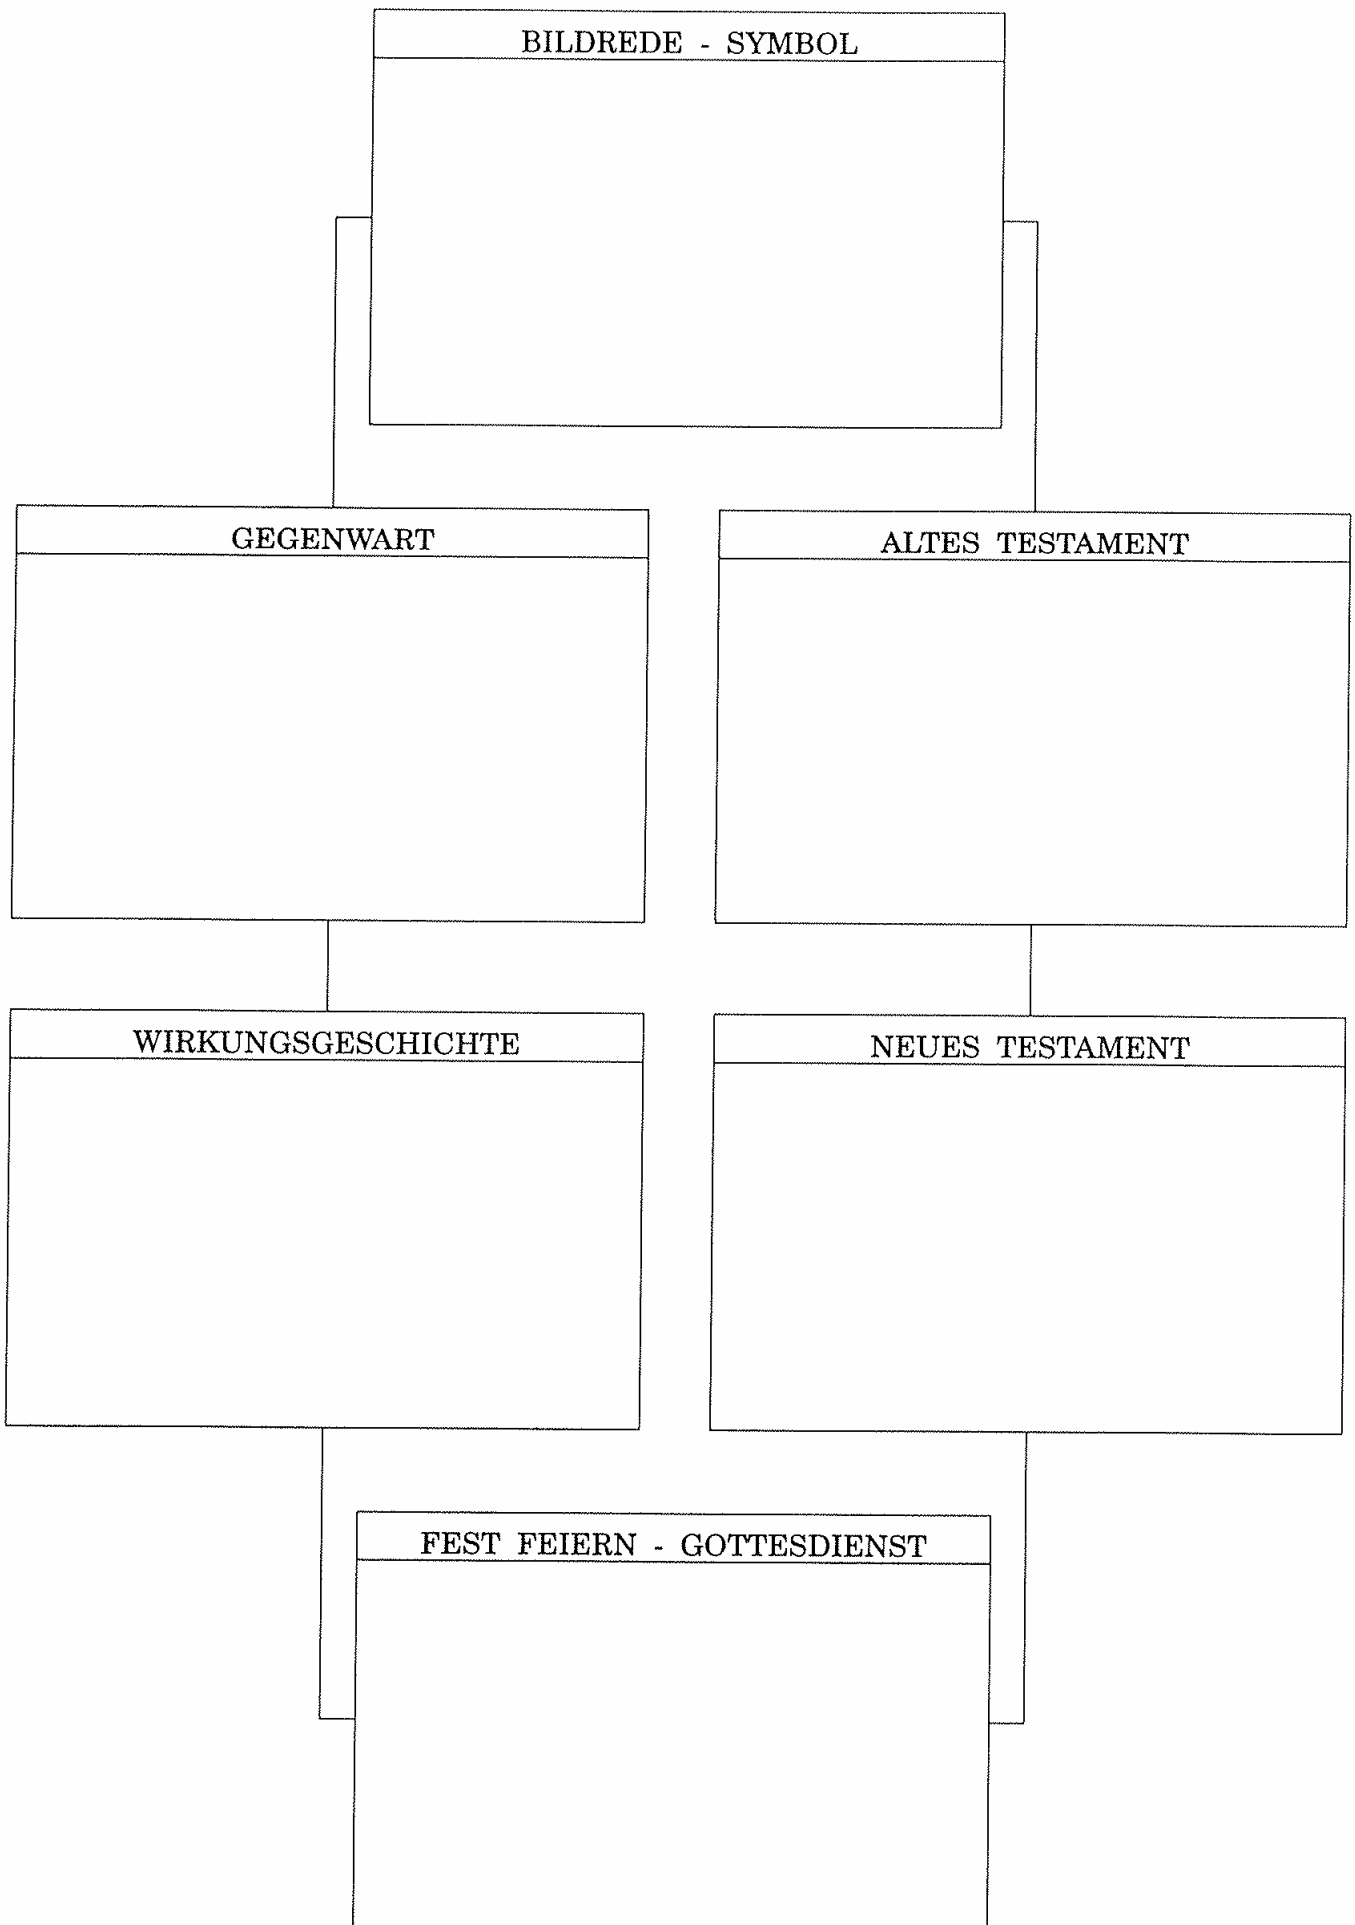 BILDREDE - SYMBOL
GEGENWART
ALTES TESTAMENT
WIRKUNGSGESCHICHTE
NEUES TESTAMENT
FEST FEIERN - GOTTESDIENST